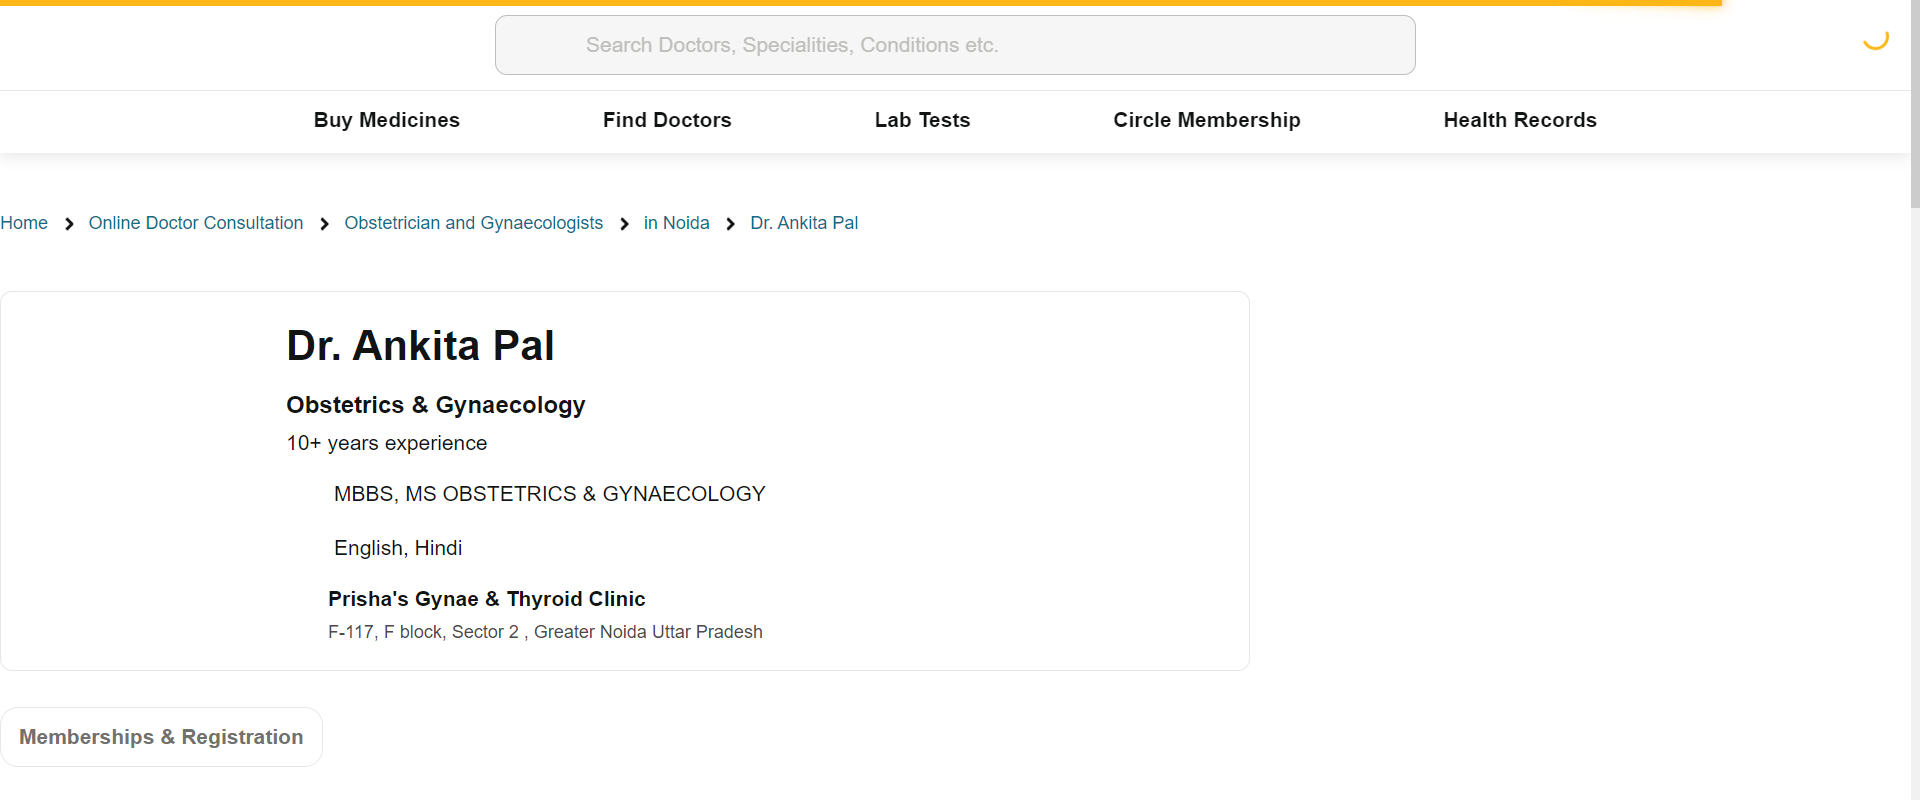 Search Doctors, Specialities, Conditions etc.
Buy Medicines Find Doctors Lab Tests Circle Membership Health Records
Home Online Doctor Consultation Obstetrician and Gynaecologists in Noida Dr. Ankita Pal
Dr. Ankita Pal
Obstetrics & Gynaecology
10+ years experience
MBBS, MS OBSTETRICS & GYNAECOLOGY
English, Hindi
Prisha's Gynae & Thyroid Clinic
F-117, F block, Sector 2 , Greater Noida Uttar Pradesh
Memberships & Registration